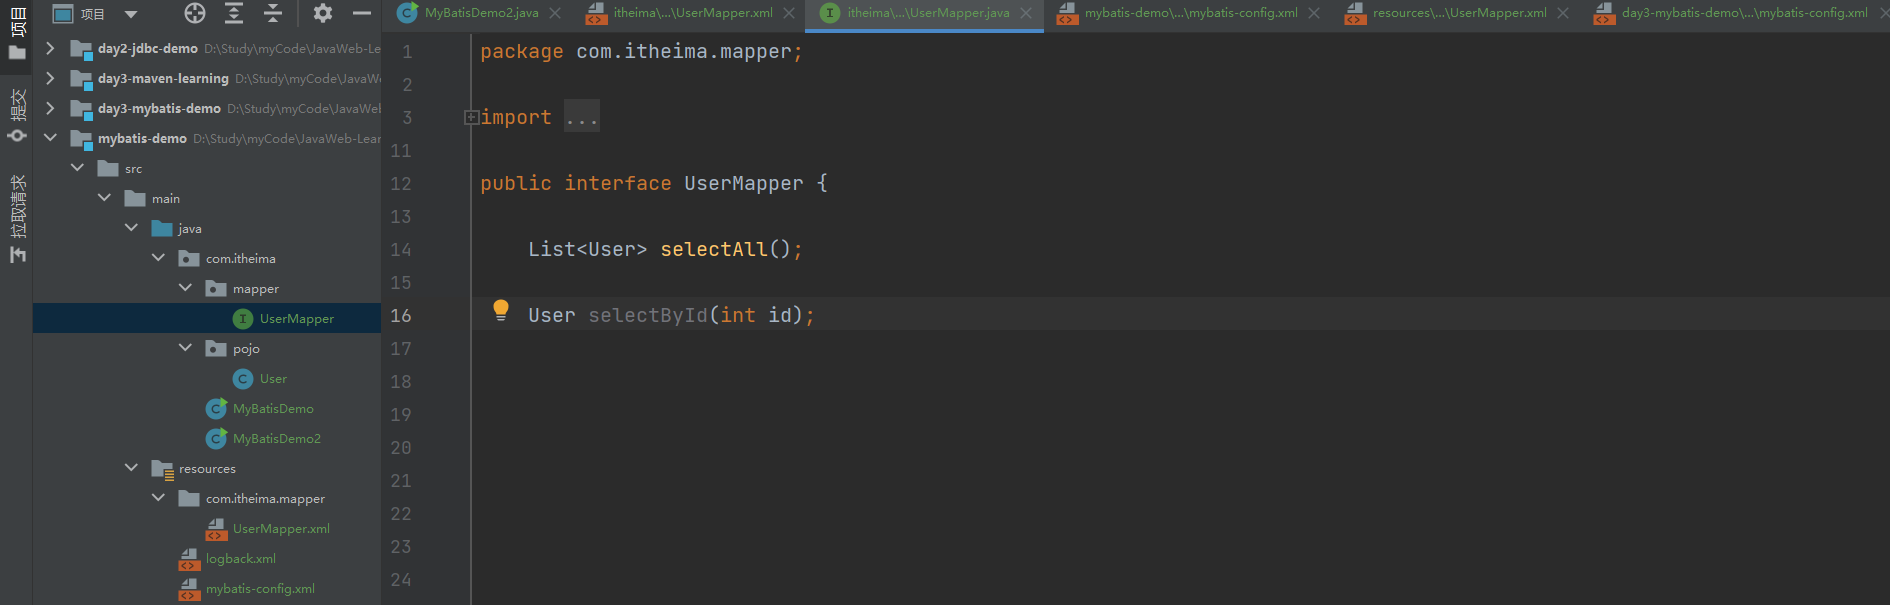 项目
提交
拉取请求
项目
day2-jdbc-demo D:\Study\myCode\JavaWeb-Le
day3-maven-learning D:\Study\myCode\JavaW
day3-mybatis-demo D:\Study\myCode\JavaWeb
mybatis-demo D:\Study\myCode\JavaWeb-Lear
src
main
java
com.itheima
mapper
UserMapper
pojo
User
MyBatisDemo
MyBatisDemo2
resources
com.itheima.mapper
UserMapper.xml
logback.xml
mybatis-config.xml
MyBatisDemo2.java
itheima\...\UserMapper.xml
itheima\...\UserMapper.java
mybatis-demo\...\mybatis-config.xml
resources\...\UserMapper.xml
day3-mybatis-demo\...\mybatis-config.xml
1 package com.itheima.mapper;
2
3 import ...
11
12 public interface UserMapper {
13
14 List<User> selectAll();
15
16 User selectById(int id);
17
18
19
20
21
22
23
24